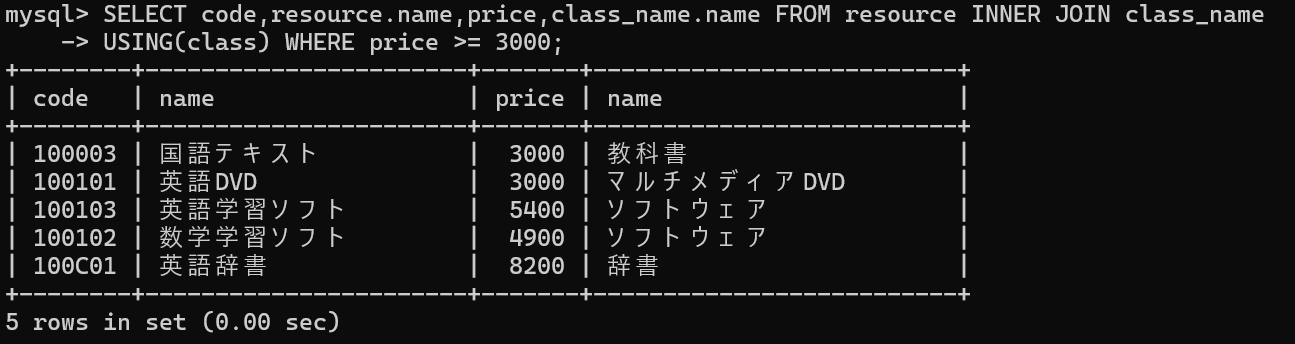 mysql> SELECT code,resource.name,price,class_name.name FROM resource INNER JOIN class_name
    -> USING(class) WHERE price >= 3000;
+--------+-----------------------+-------+--------------------------+
| code   | name                  | price | name                     |
+--------+-----------------------+-------+--------------------------+
| 100003 | 国語テキスト          |  3000 | 教科書                   |
| 100101 | 英語DVD               |  3000 | マルチメディアDVD        |
| 100103 | 英語学習ソフト        |  5400 | ソフトウェア             |
| 100102 | 数学学習ソフト        |  4900 | ソフトウェア             |
| 100C01 | 英語辞書              |  8200 | 辞書                     |
+--------+-----------------------+-------+--------------------------+
5 rows in set (0.00 sec)